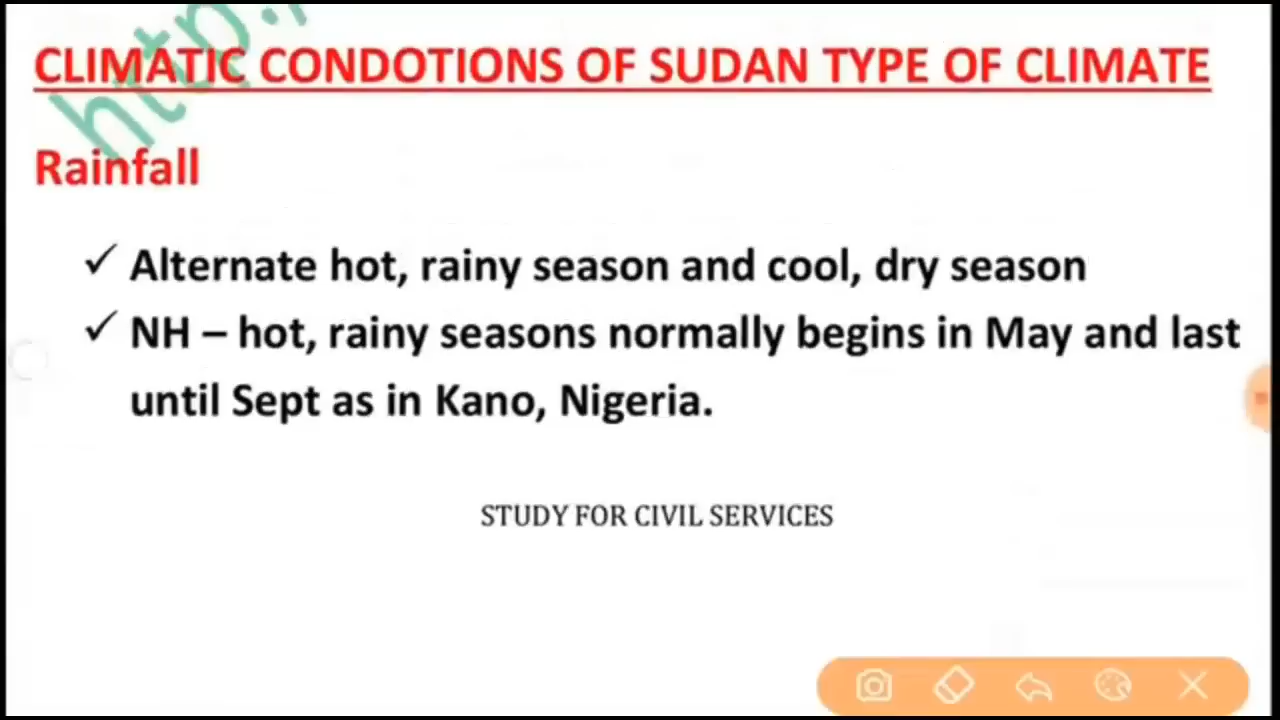 http:/
CLIMATIC CONDOTIONS OF SUDAN TYPE OF CLIMATE
Rainfall
✓ Alternate hot, rainy season and cool, dry season
✓ NH – hot, rainy seasons normally begins in May and last
until Sept as in Kano, Nigeria.
STUDY FOR CIVIL SERVICES